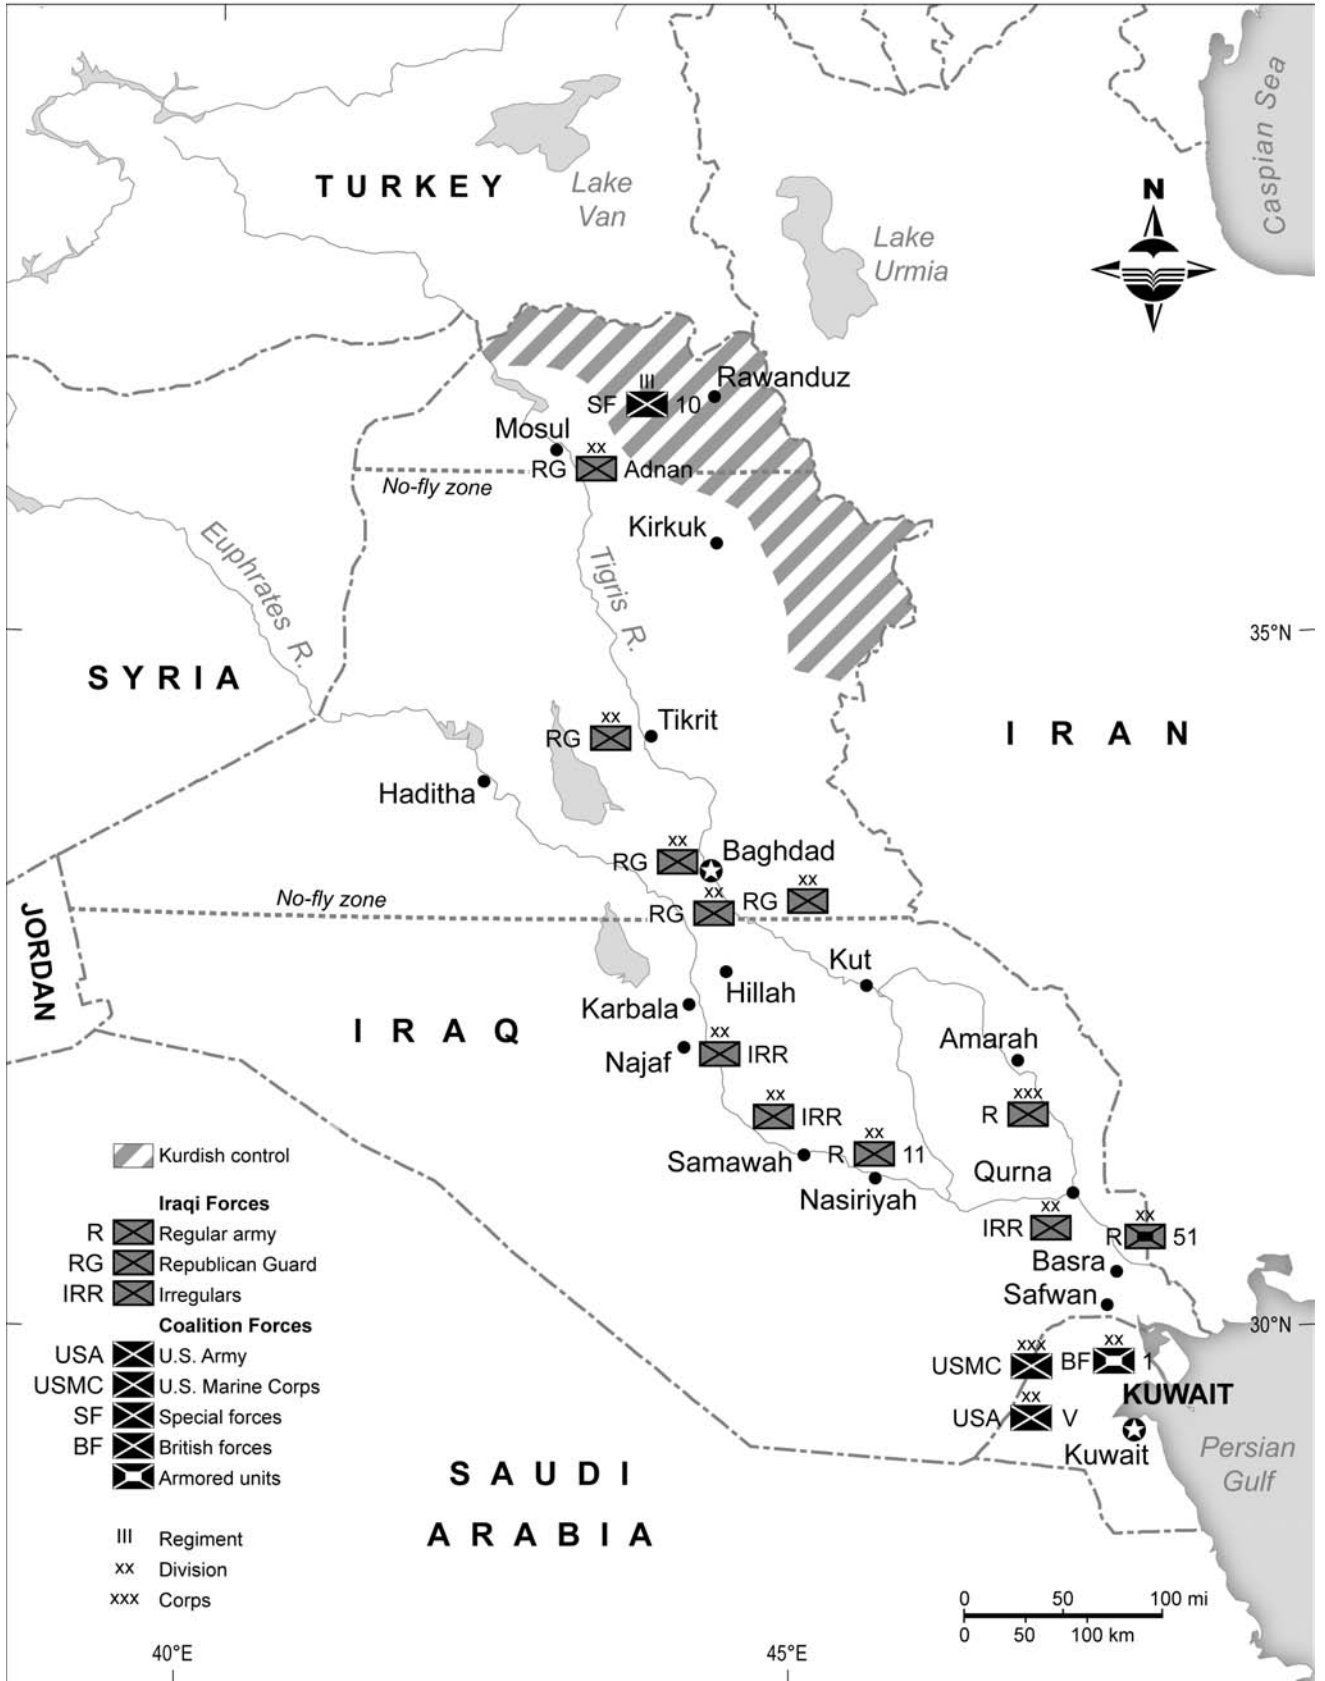 Caspian Sea
TURKEY
Lake
Van
N
Lake
Urmia
III
Rawanduz
SF
10
Mosul
xx
RG
Adnan
No-fly zone
Kirkuk
Euphrates R.
Tigris R.
35°N
SYRIA
IRAN
xx
Tikrit
RG
Haditha
xx
RG
Baghdad
xx
xx
RG
RG
No-fly zone
JORDAN
Kut
Hillah
Karbala
IRAQ
Amarah
xx
Najaf
IRR
xxx
R
xx
IRR
xx
R
11
Samawah
Nasiriyah
Qurna
xx
IRR
xx
R
51
Basra
Safwan
30°N
xxx
USMC
xx
BF
1
KUWAIT
xx
USA
V
Kuwait
Persian
Gulf
SAUDI
ARABIA
Kurdish control
Iraqi Forces
R Regular army
RG Republican Guard
IRR Irregulars
Coalition Forces
USA U.S. Army
USMC U.S. Marine Corps
SF Special forces
BF British forces
Armored units
III Regiment
xx Division
xxx Corps
0 50 100 mi
0 50 100 km
40°E
45°E